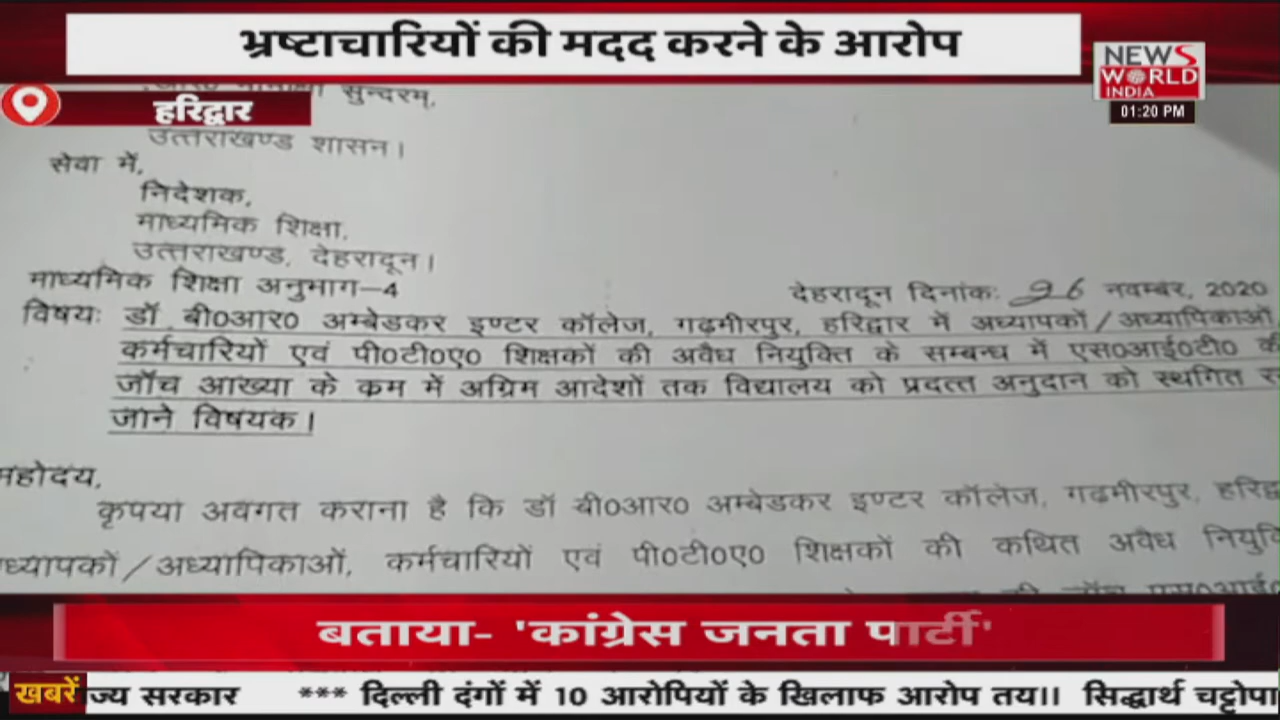 भ्रष्टाचारियों की मदद करने के आरोप
NEWS
WORLD
INDIA
01:20 PM
हरिद्वार
सुन्दरम्,
उत्तराखण्ड शासन।
सेवा में,
निदेशक,
माध्यमिक शिक्षा,
उत्तराखण्ड, देहरादून।
माध्यमिक शिक्षा अनुभाग-4
देहरादून दिनांक: 26 नवम्बर, 2020
विषय: डॉ बी0आर0 अम्बेडकर इण्टर कॉलेज, गढ़मीरपुर, हरिद्वार में अध्यापकों/अध्यापिकाओं
कर्मचारियों एवं पी0टी0ए0 शिक्षकों की अवैध नियुक्ति के सम्बन्ध में एस0आई0टी0 की
जॉच आख्या के क्रम में अग्रिम आदेशों तक विद्यालय को प्रदत्त अनुदान को स्थगित
जाने विषयक।
महोदय,
कृपया अवगत कराना है कि डॉ बी0आर0 अम्बेडकर इण्टर कॉलेज, गढ़मीरपुर, हरिद्व
ध्यापकों/अध्यापिकाओं, कर्मचारियों एवं पी0टी0ए0 शिक्षकों की कथित अवैध नियुक्ति
बताया- 'कांग्रेस जनता पार्टी'
खबरें ज्य सरकार *** दिल्ली दंगों में 10 आरोपियों के खिलाफ आरोप तय।। सिद्धार्थ चट्टोपा